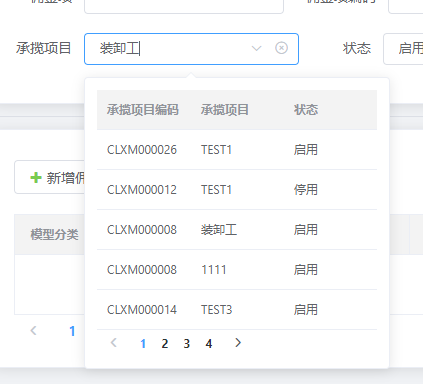 承揽项目 装卸工 状态 启用
承揽项目编码 承揽项目 状态
CLXM000026 TEST1 启用
CLXM000012 TEST1 停用
CLXM000008 装卸工 启用
CLXM000008 1111 启用
CLXM000014 TEST3 启用
1 2 3 4
新增佣
模型分类
1